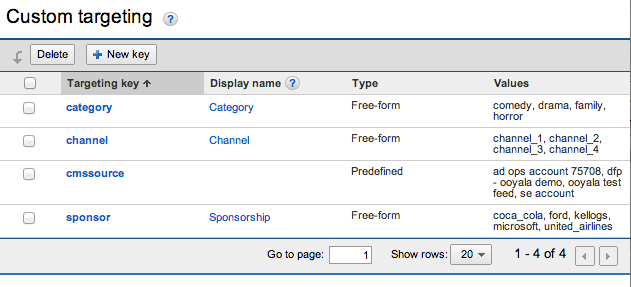 Custom targeting ?
Delete + New key
Targeting key ↑ Display name ? Type Values
category Category Free-form comedy, drama, family,
horror
channel Channel Free-form channel_1, channel_2,
channel_3, channel_4
cmssource Predefined ad ops account 75708, dfp
- ooyala demo, ooyala test
feed, se account
sponsor Sponsorship Free-form coca_cola, ford, kellogs,
microsoft, united_airlines
Go to page: 1 Show rows: 20 1 - 4 of 4